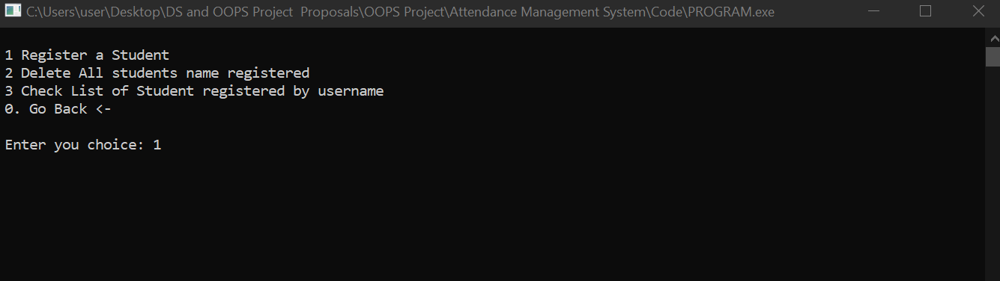 C:\Users\user\Desktop\DS and OOPS Project  Proposals\OOPS Project\Attendance Management System\Code\PROGRAM.exe
1 Register a Student
2 Delete All students name registered
3 Check List of Student registered by username
0. Go Back <-
Enter you choice: 1